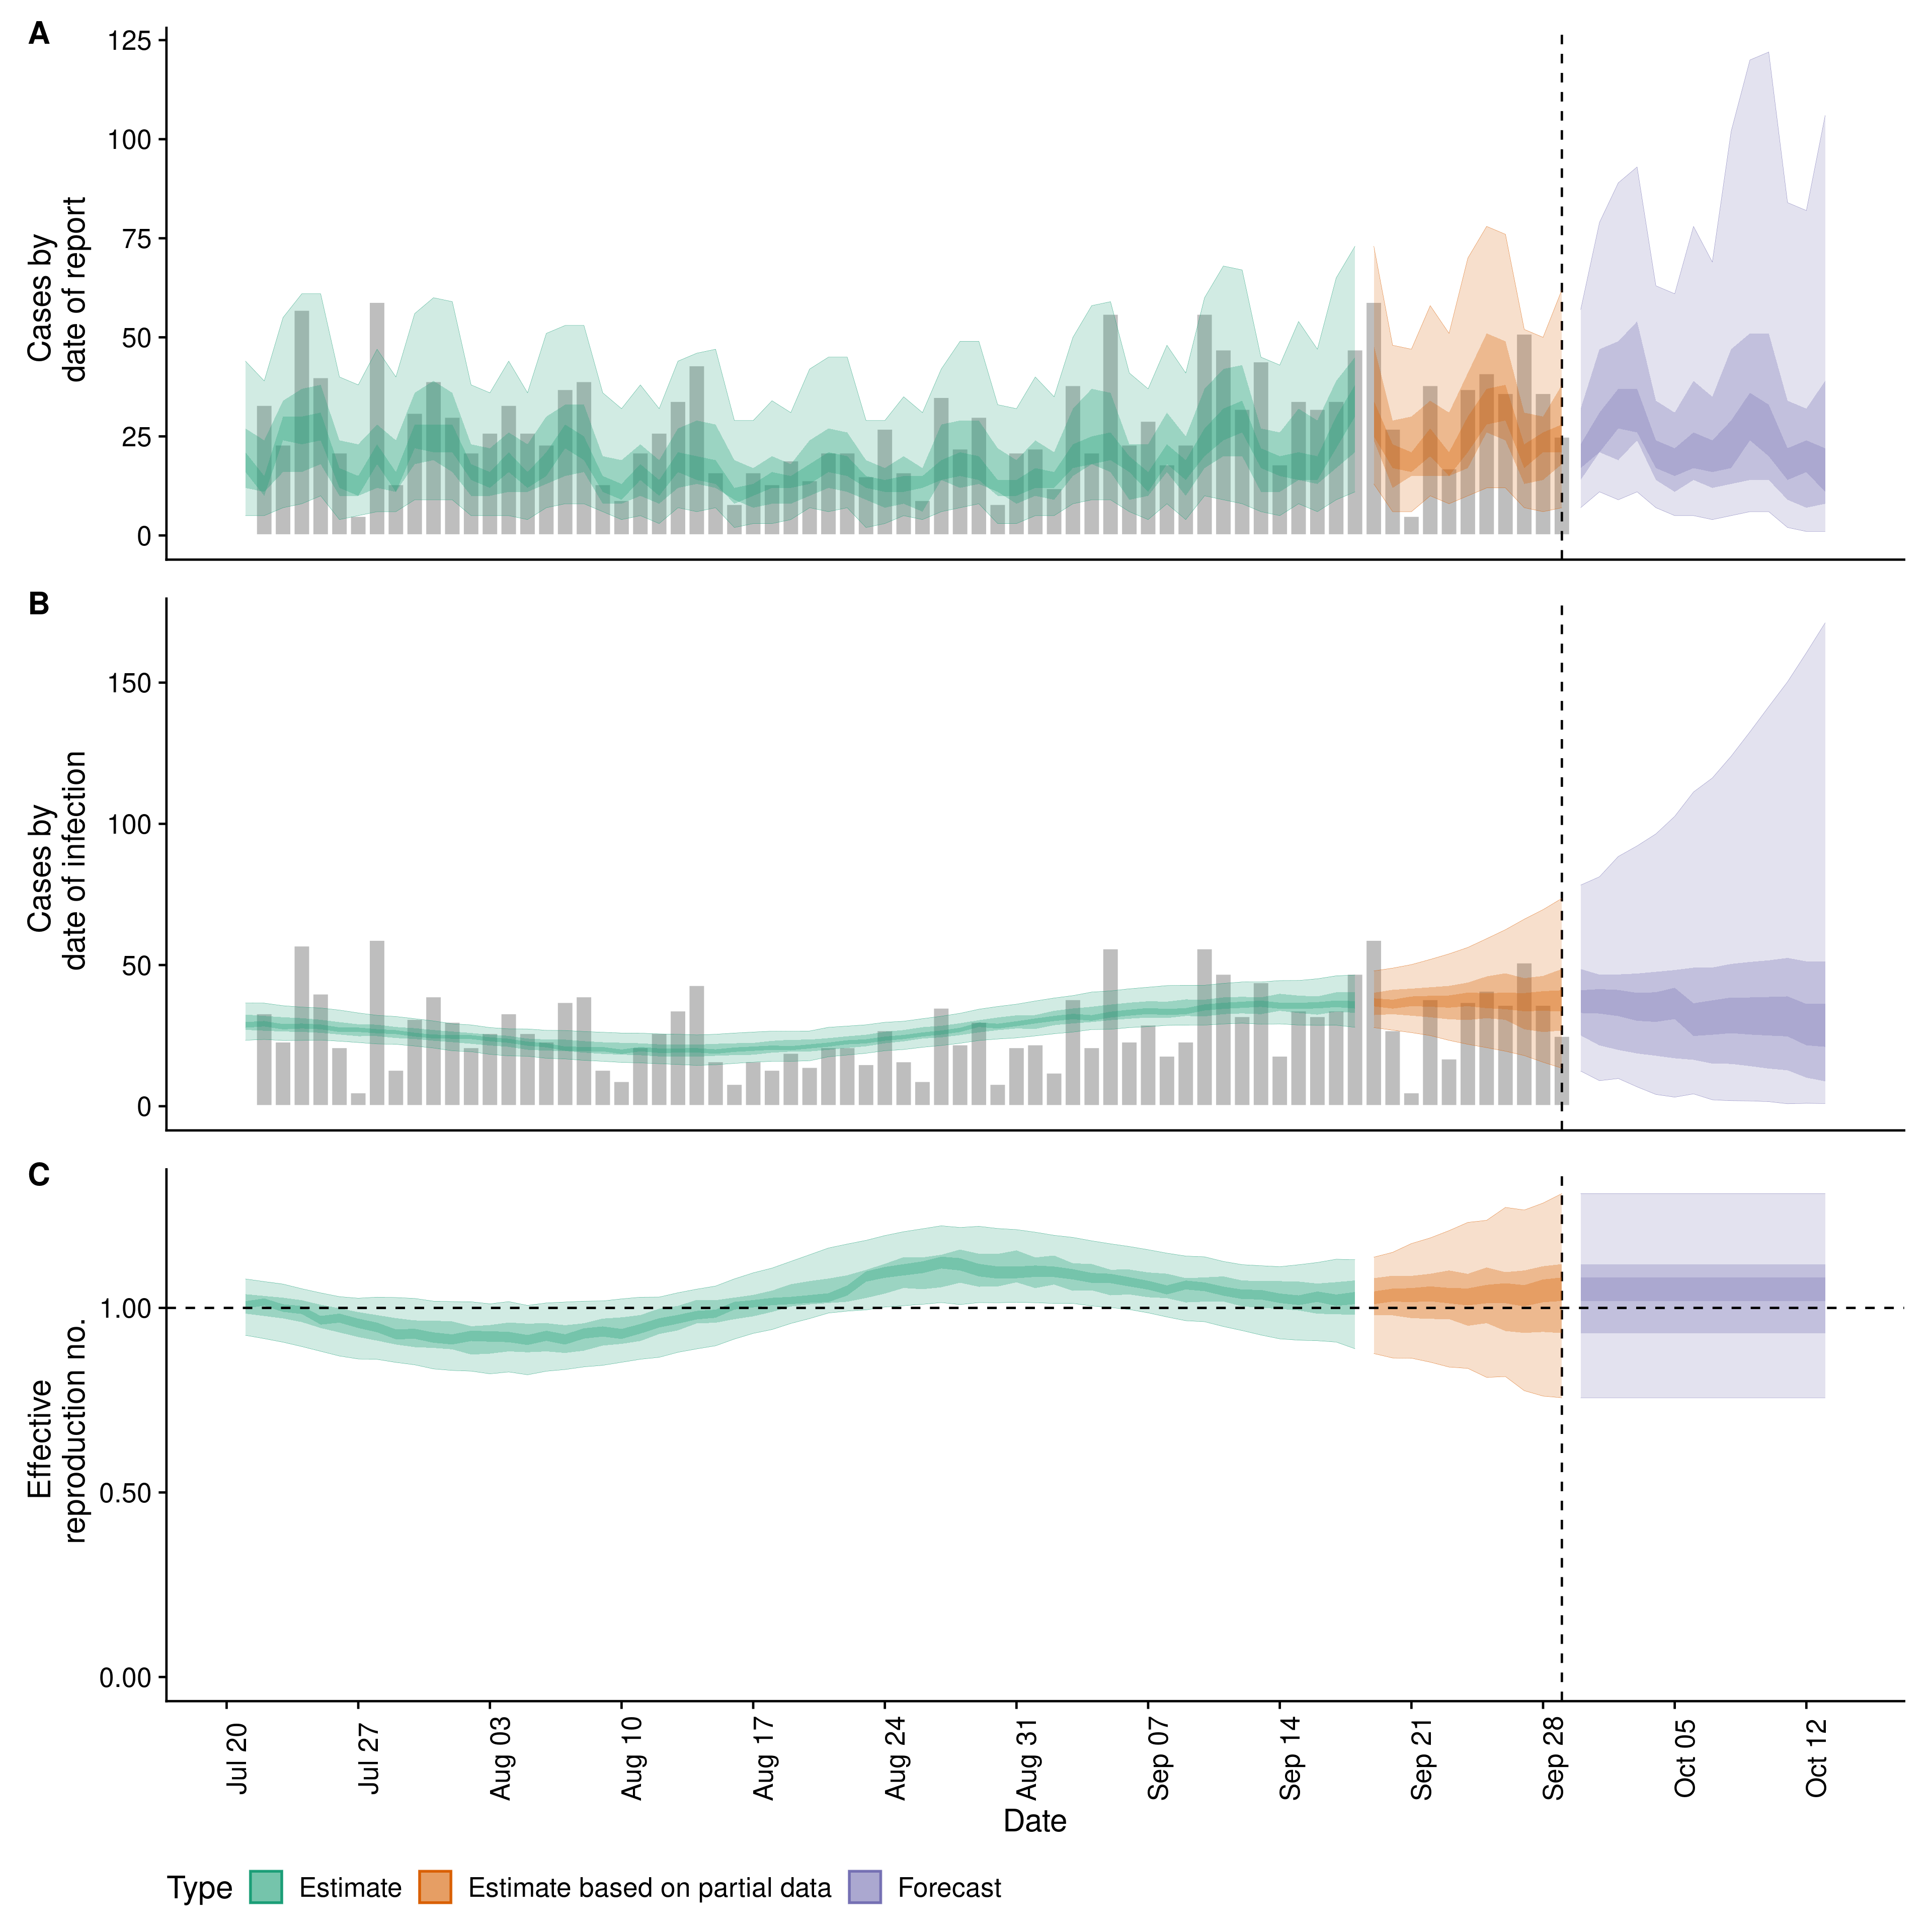 A
125
100
75
50
25
0
Cases by
date of report
B
150
100
50
0
Cases by
date of infection
C
1.00
0.50
0.00
Effective
reproduction no.
Jul 20
Jul 27
Aug 03
Aug 10
Aug 17
Aug 24
Aug 31
Sep 07
Sep 14
Sep 21
Sep 28
Oct 05
Oct 12
Date
Type Estimate Estimate based on partial data Forecast